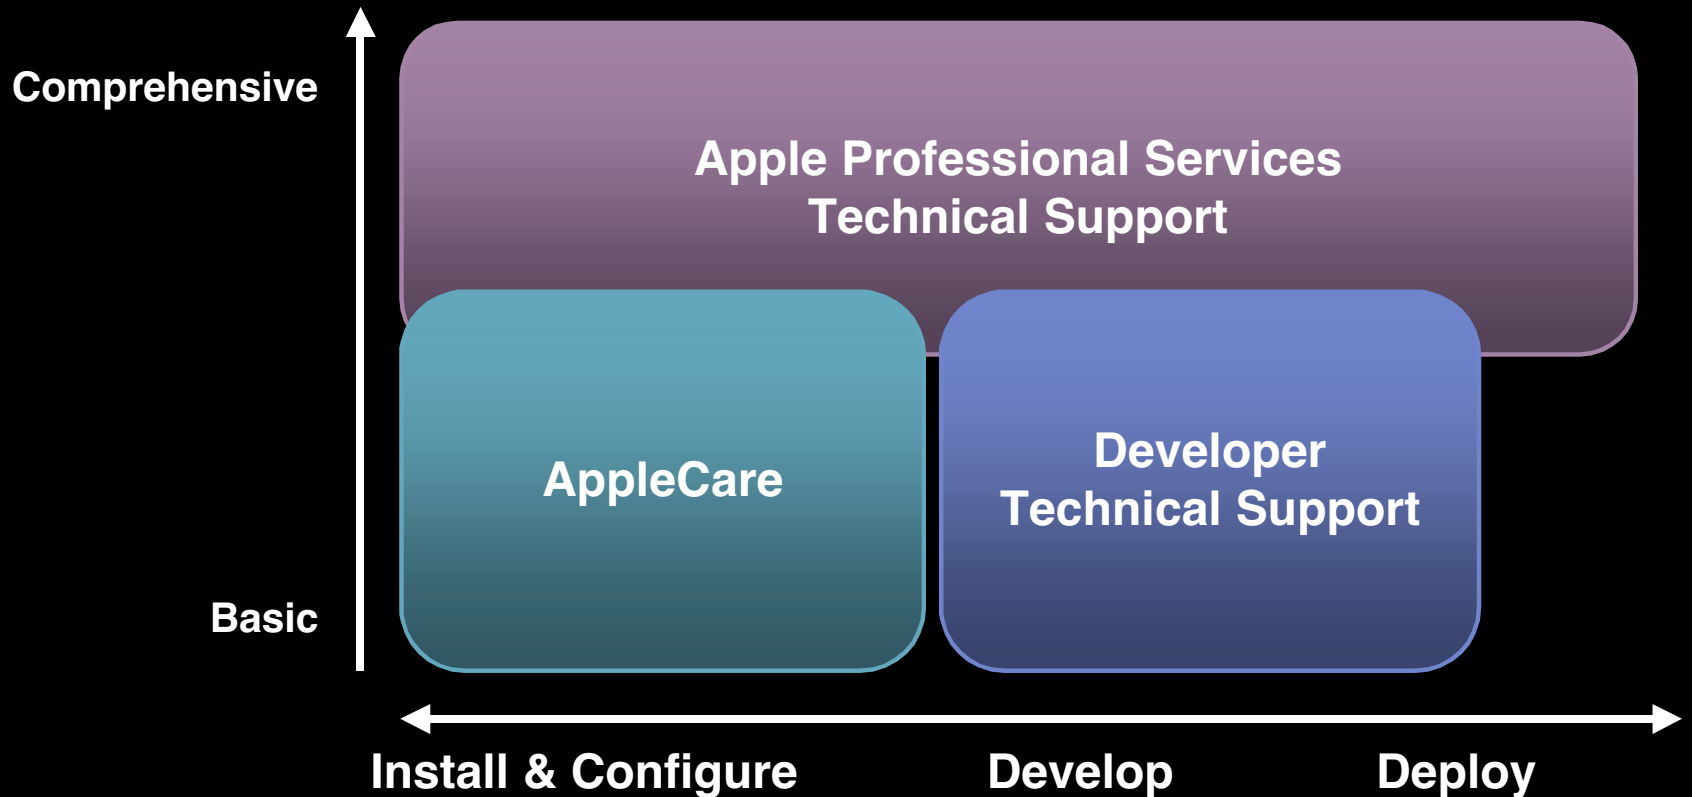 Comprehensive
Apple Professional Services
Technical Support
AppleCare
Developer
Technical Support
Basic
Install & Configure
Develop
Deploy